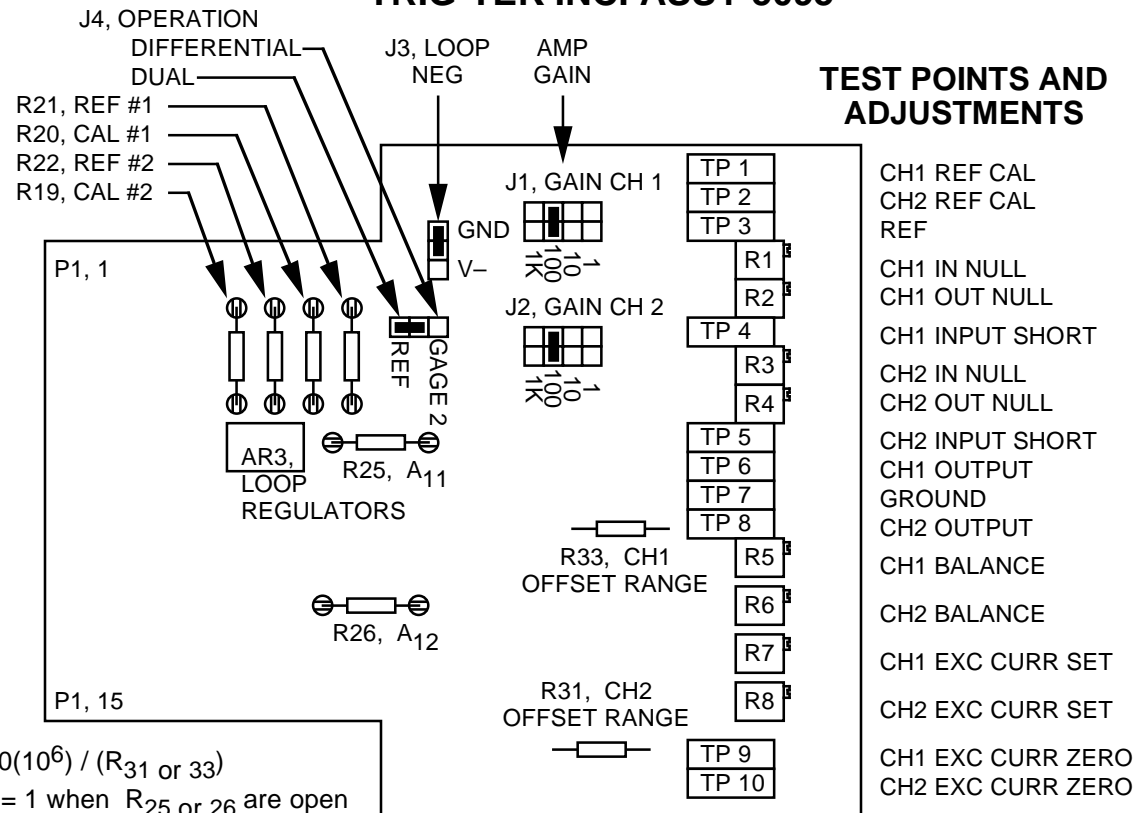 J4, OPERATION
DIFFERENTIAL
DUAL
R21, REF #1
R20, CAL #1
R22, REF #2
R19, CAL #2
J3, LOOP
NEG
AMP
GAIN
TEST POINTS AND
ADJUSTMENTS
P1, 1
GND
V–
J1, GAIN CH 1
1K
100
10
1
J2, GAIN CH 2
1K
100
10
1
REF
GAGE 2
AR3,
LOOP
REGULATORS
R25, A11
R26, A12
R33, CH1
OFFSET RANGE
R31, CH2
OFFSET RANGE
P1, 15
TP 1 CH1 REF CAL
TP 2 CH2 REF CAL
TP 3 REF
R1 CH1 IN NULL
R2 CH1 OUT NULL
TP 4 CH1 INPUT SHORT
R3 CH2 IN NULL
R4 CH2 OUT NULL
TP 5 CH2 INPUT SHORT
TP 6 CH1 OUTPUT
TP 7 GROUND
TP 8 CH2 OUTPUT
R5 CH1 BALANCE
R6 CH2 BALANCE
R7 CH1 EXC CURR SET
R8 CH2 EXC CURR SET
TP 9 CH1 EXC CURR ZERO
TP 10 CH2 EXC CURR ZERO
0(10^6) / (R31 or 33)
= 1 when R25 or 26 are open